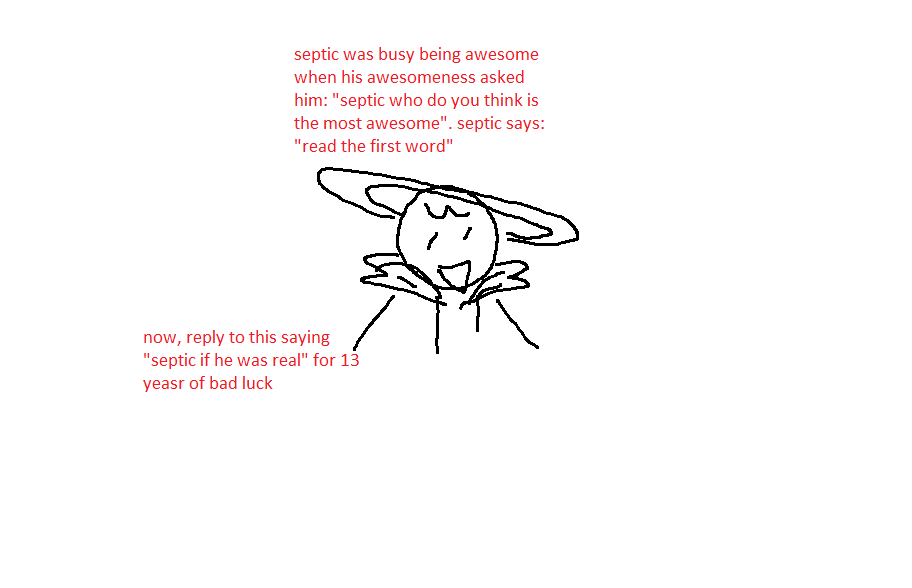 septic was busy being awesome
when his awesomeness asked
him: "septic who do you think is
the most awesome". septic says:
"read the first word"
now, reply to this saying
"septic if he was real" for 13
yeasr of bad luck